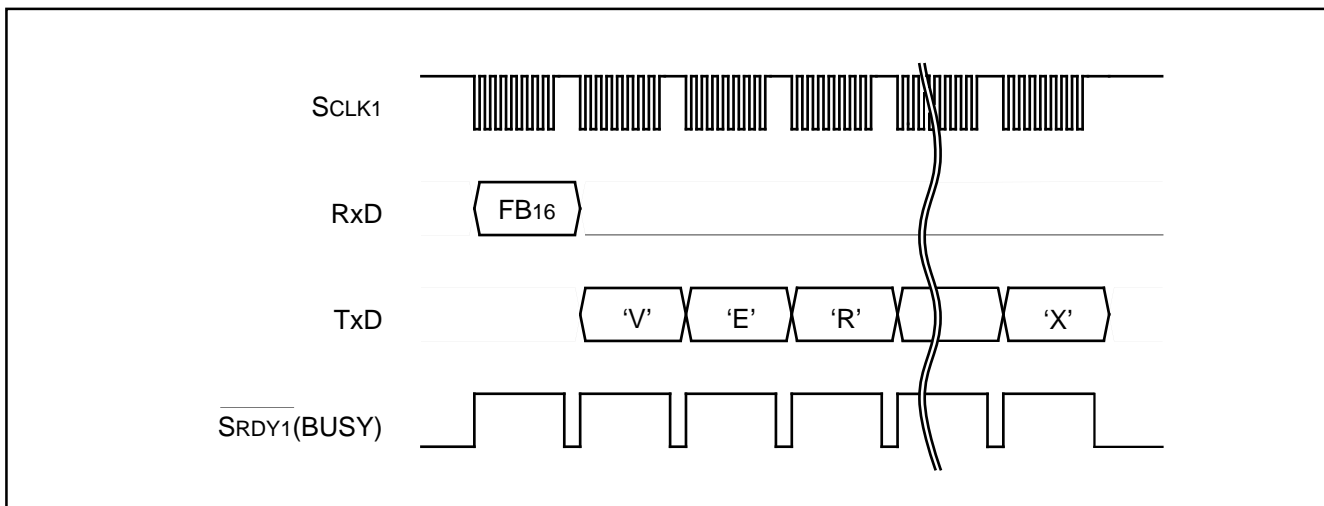 SCLK1
RxD
FB16
TxD
‘V’ ‘E’ ‘R’ ‘X’
SRDY1(BUSY)